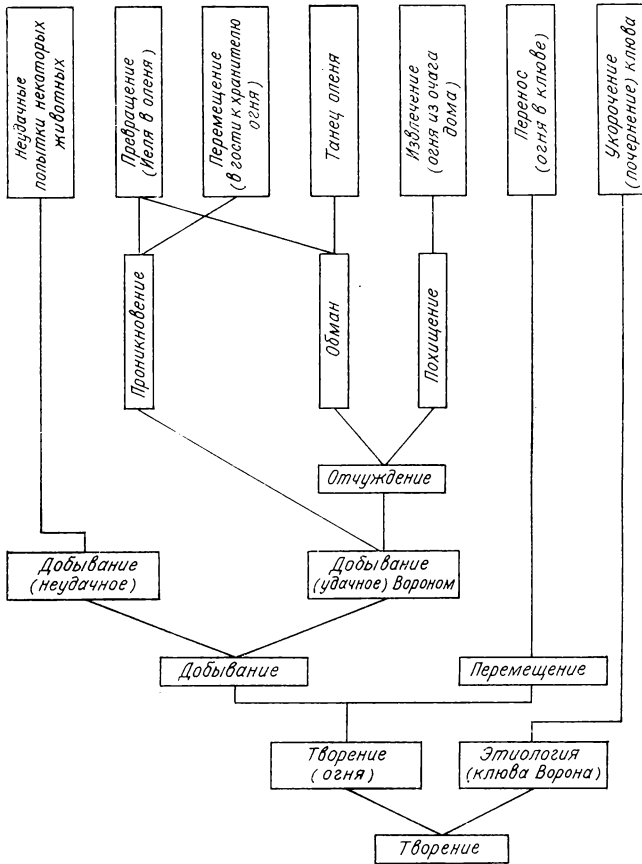 Неудачные
попытки некоторых
животных
Превращение
(Йеля в оленя)
Перемещение
(в гости к хранителю
огня)
Танец оленя
Извлечение
(огня из очага
дома)
Перенос
(огня в клюве)
Укорочение
(почернение) клюва
Проникновение
Обман
Похищение
Отчуждение
Добывание
(неудачное)
Добывание
(удачное) Вороном
Добывание
Перемещение
Творение
(огня)
Этиология
(клюва Ворона)
Творение